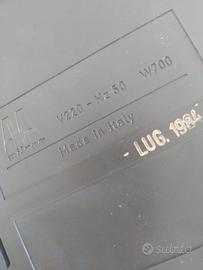 V220 - Hz 50 W700
Made in Italy
- LUG. 1984
subito